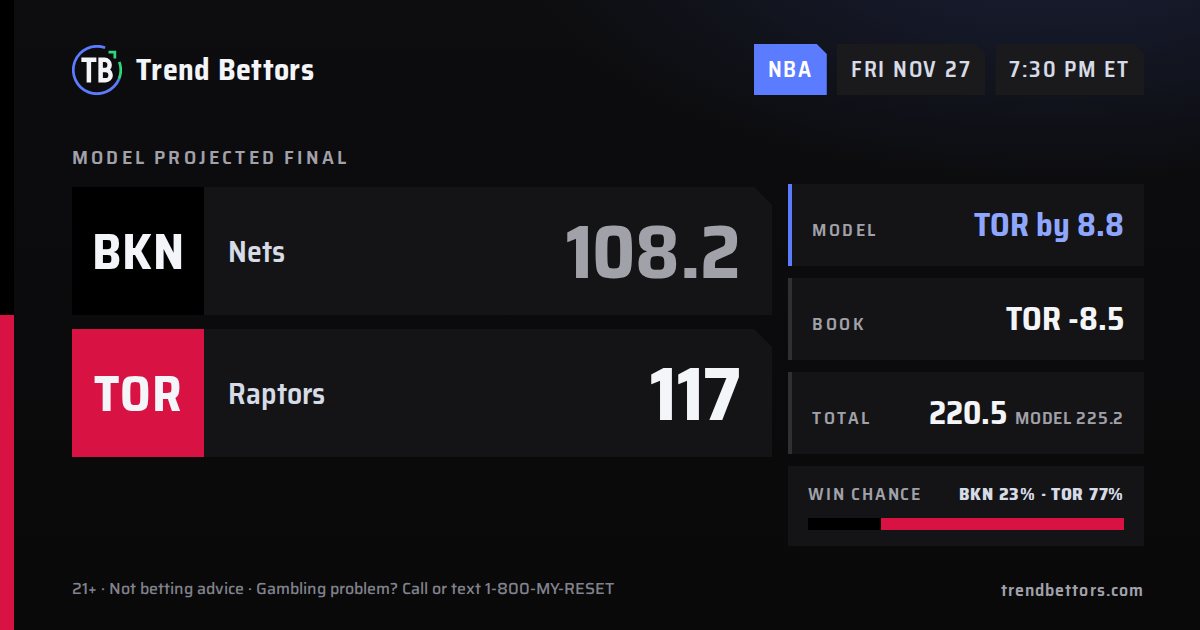 TB Trend Bettors
NBA FRI NOV 27 7:30 PM ET
MODEL PROJECTED FINAL
BKN Nets 108.2
TOR Raptors 117
MODEL TOR by 8.8
BOOK TOR -8.5
TOTAL 220.5 MODEL 225.2
WIN CHANCE BKN 23% · TOR 77%
21+ · Not betting advice · Gambling problem? Call or text 1-800-MY-RESET
trendbettors.com